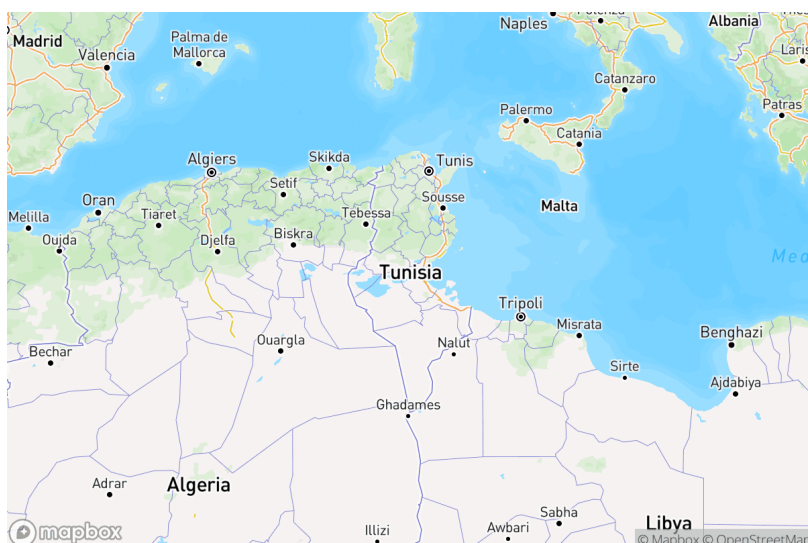 Naples
Potenza
Albania
Madrid
Palma de
Mallorca
Valencia
Catanzaro
Patras
Palermo
Catania
Algiers
Skikda
Tunis
Setif
Sousse
Oran
Malta
Melilla
Tiaret
Tebessa
Oujda
Djelfa
Biskra
Tunisia
Tripoli
Misrata
Benghazi
Ouargla
Nalut
Bechar
Sirte
Ajdabiya
Ghadames
Adrar
Algeria
Sabha
Libya
Illizi
Awbari
mapbox
© Mapbox © OpenStreetMap